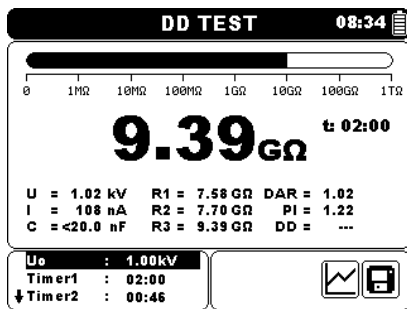 DD TEST 08:34
0 1MΩ 10MΩ 100MΩ 1GΩ 10GΩ 100GΩ 1TΩ
9.39GΩ t: 02:00
U = 1.02 kV R1 = 7.58 GΩ DAR = 1.02
I = 108 nA R2 = 7.70 GΩ PI = 1.22
C = <20.0 nF R3 = 9.39 GΩ DD = ---
Uo : 1.00kV
Timer1 : 02:00
Timer2 : 00:46